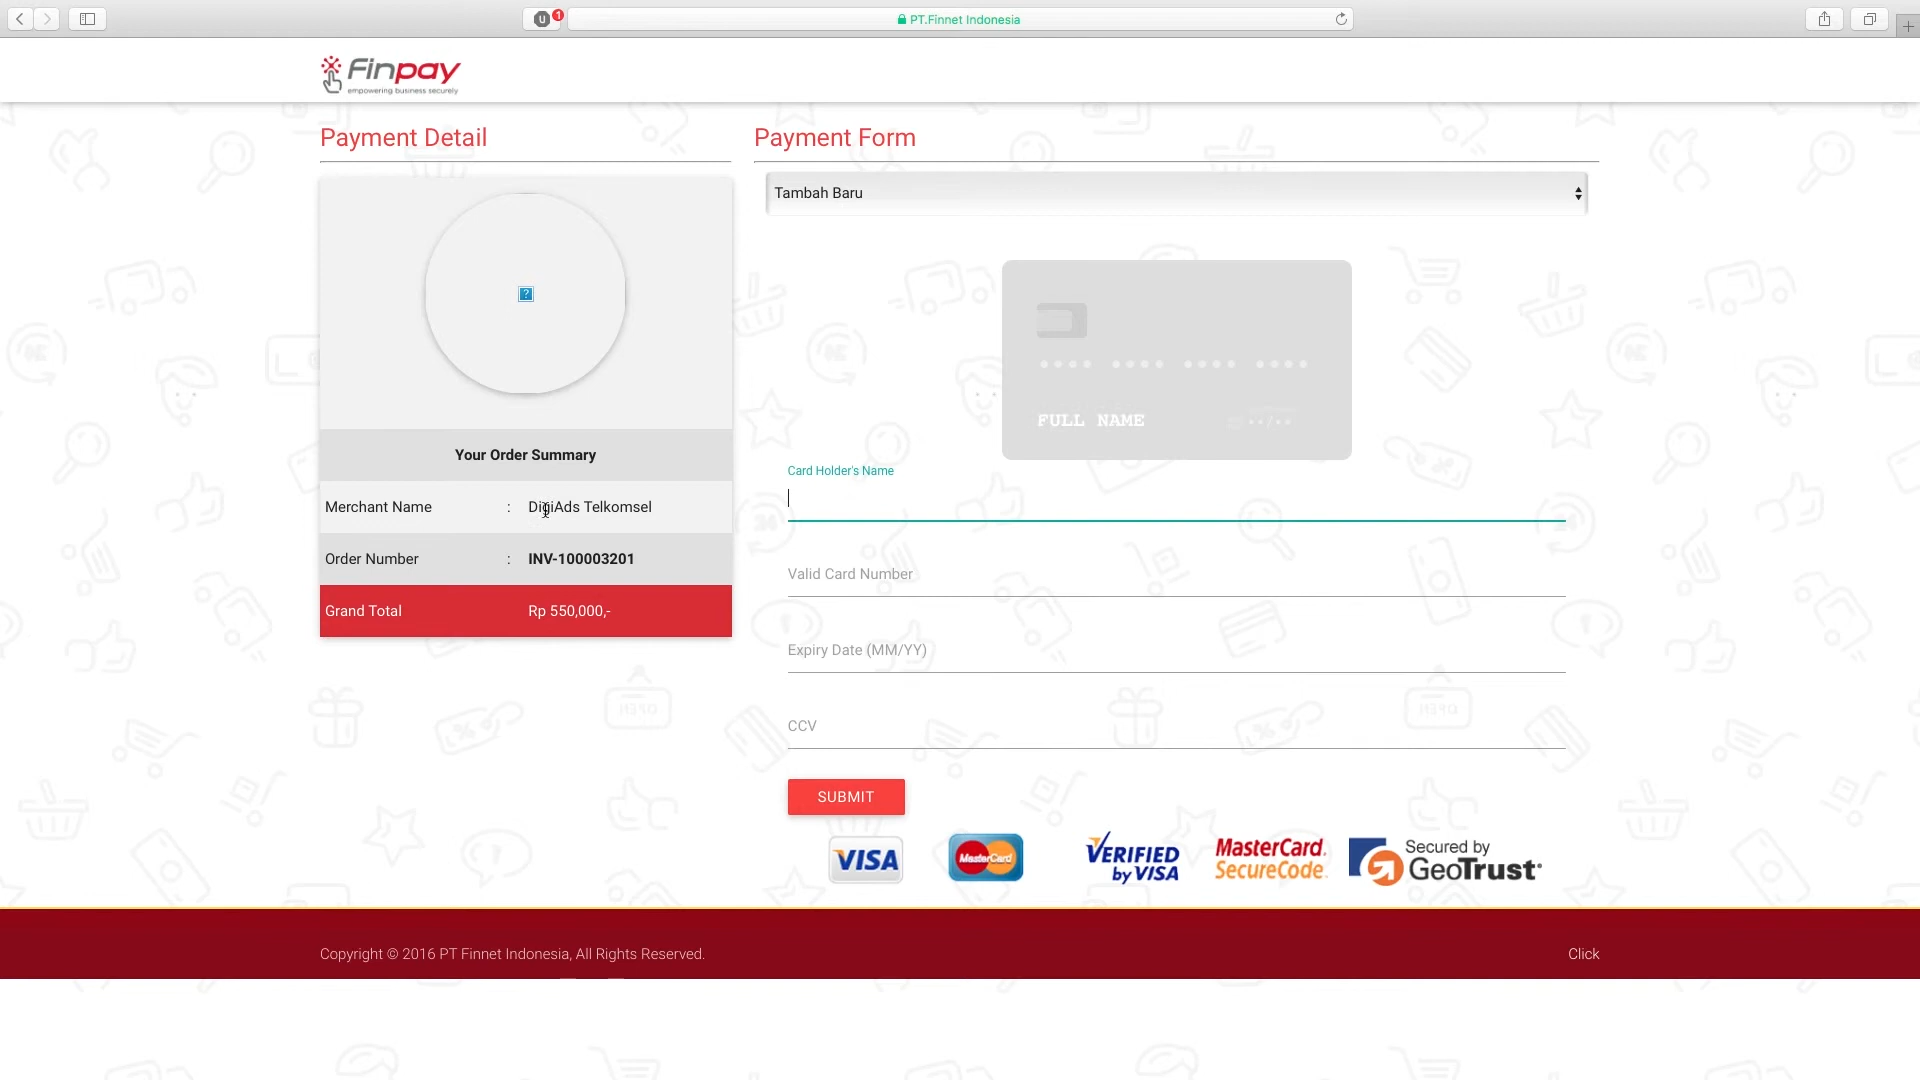 U 1
PT.Finnet Indonesia
Finpay
empowering business securely
Payment Detail
Your Order Summary
Merchant Name : DigiAds Telkomsel
Order Number : INV-100003201
Grand Total Rp 550,000,-
Payment Form
Tambah Baru
FULL NAME
Card Holder's Name
Valid Card Number
Expiry Date (MM/YY)
CCV
SUBMIT
VISA
MasterCard
VERIFIED
by VISA
MasterCard.
SecureCode.
Secured by
GeoTrust
Copyright © 2016 PT Finnet Indonesia, All Rights Reserved.
Click